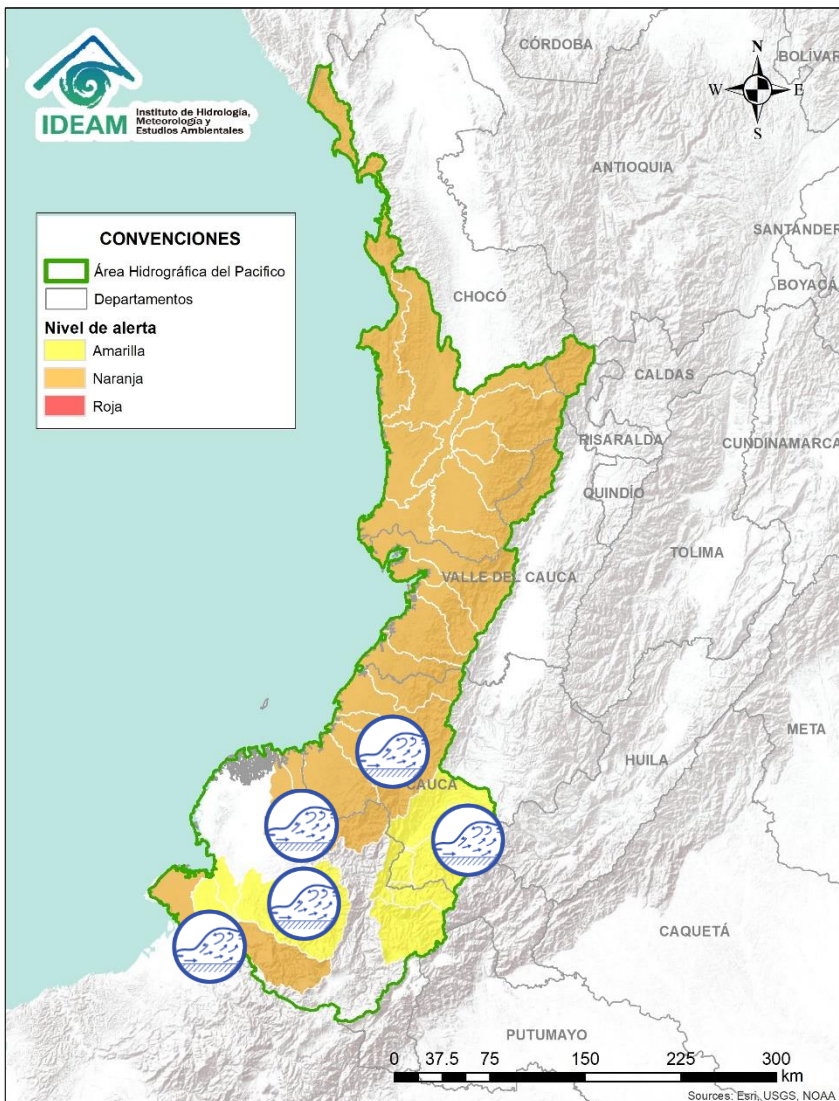 IDEAM
Instituto de Hidrología,
Meteorología y
Estudios Ambientales
CÓRDOBA
BOLÍVAR
N
W
E
S
ANTIOQUIA
SANTANDER
BOYACÁ
CONVENCIONES
Área Hidrográfica del Pacifico
Departamentos
Nivel de alerta
Amarilla
Naranja
Roja
CHOCÓ
CALDAS
RISARALDA
CUNDINAMARCA
QUINDÍO
TOLIMA
VALLE DEL CAUCA
META
HUILA
CAUCA
CAQUETÁ
PUTUMAYO
0 37.5 75 150 225 300
km
Sources: Esri, USGS, NOAA